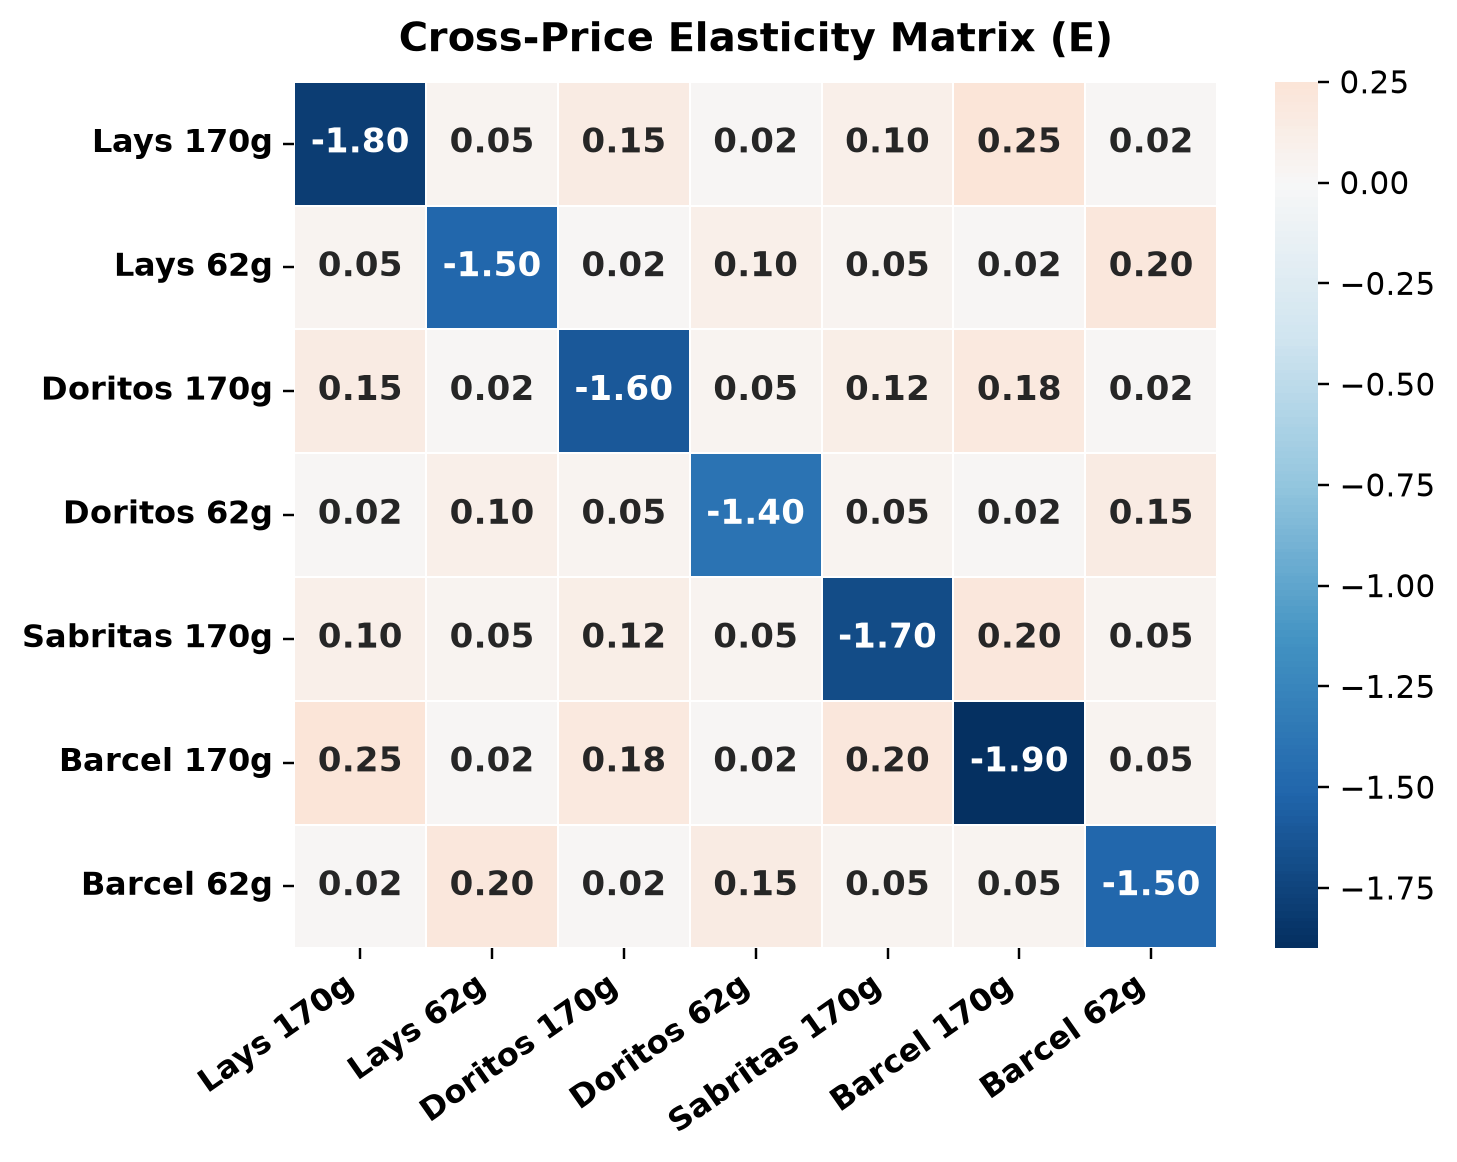 Cross-Price Elasticity Matrix (E)
Lays 170g -1.80 0.05 0.15 0.02 0.10 0.25 0.02
Lays 62g 0.05 -1.50 0.02 0.10 0.05 0.02 0.20
Doritos 170g 0.15 0.02 -1.60 0.05 0.12 0.18 0.02
Doritos 62g 0.02 0.10 0.05 -1.40 0.05 0.02 0.15
Sabritas 170g 0.10 0.05 0.12 0.05 -1.70 0.20 0.05
Barcel 170g 0.25 0.02 0.18 0.02 0.20 -1.90 0.05
Barcel 62g 0.02 0.20 0.02 0.15 0.05 0.05 -1.50
Lays 170g
Lays 62g
Doritos 170g
Doritos 62g
Sabritas 170g
Barcel 170g
Barcel 62g
0.25
0.00
−0.25
−0.50
−0.75
−1.00
−1.25
−1.50
−1.75